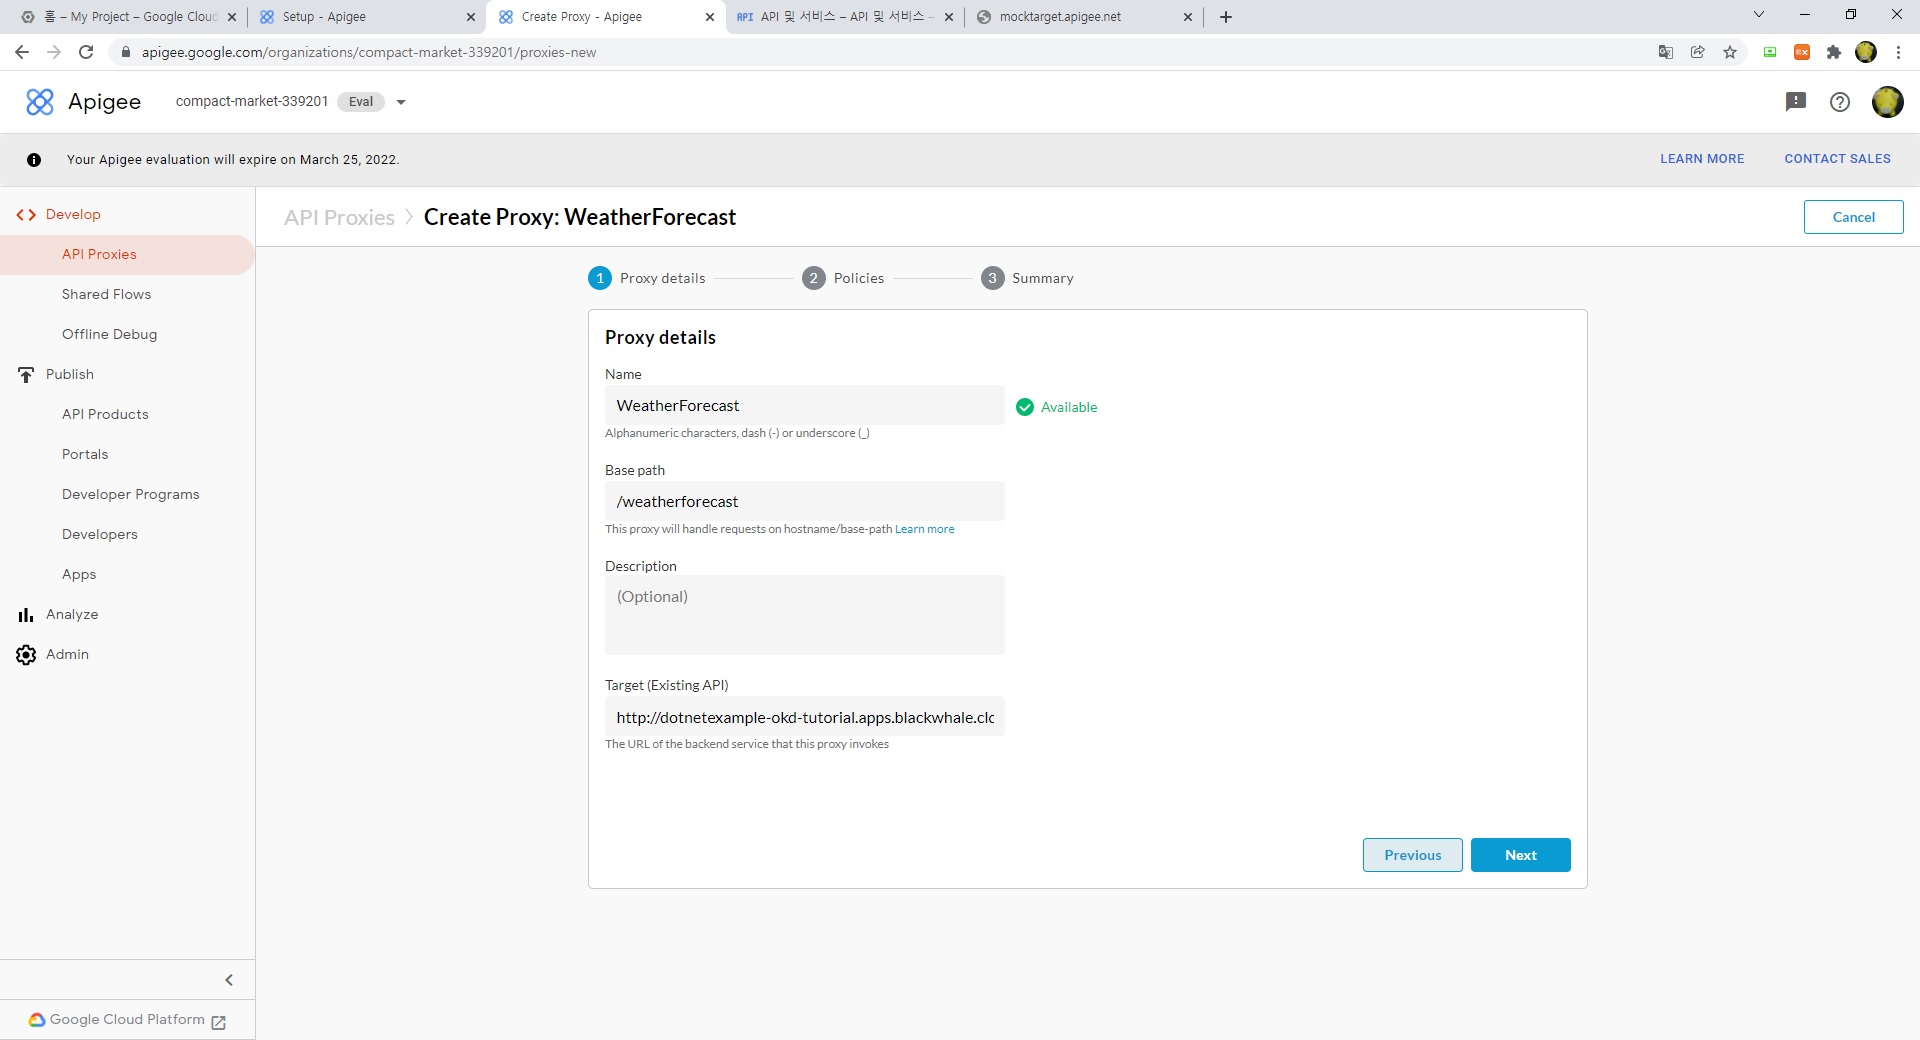 홈 – My Project – Google Cloud
Setup - Apigee
Create Proxy - Apigee
API API 및 서비스 – API 및 서비스 –
mocktarget.apigee.net
apigee.google.com/organizations/compact-market-339201/proxies-new
EX
Apigee
compact-market-339201 Eval
Your Apigee evaluation will expire on March 25, 2022.
LEARN MORE
CONTACT SALES
Develop
API Proxies
Shared Flows
Offline Debug
Publish
API Products
Portals
Developer Programs
Developers
Apps
Analyze
Admin
Google Cloud Platform
API Proxies > Create Proxy: WeatherForecast
Cancel
1 Proxy details 2 Policies 3 Summary
Proxy details
Name
WeatherForecast
Available
Alphanumeric characters, dash (-) or underscore (_)
Base path
/weatherforecast
This proxy will handle requests on hostname/base-path Learn more
Description
(Optional)
Target (Existing API)
http://dotnetexample-okd-tutorial.apps.blackwhale.clc
The URL of the backend service that this proxy invokes
Previous
Next